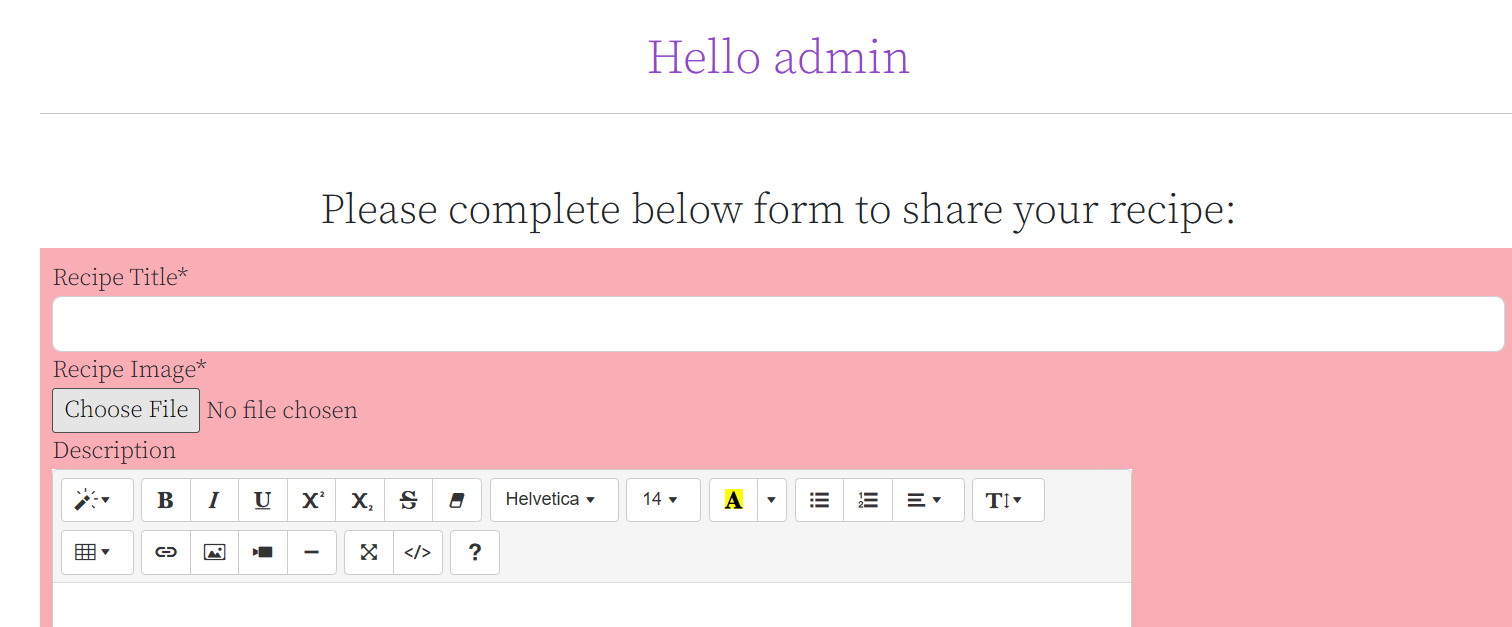 Hello admin
Please complete below form to share your recipe:
Recipe Title*
Recipe Image*
Choose File No file chosen
Description
B I U X² X₂ S Helvetica 14 A T
</> ?